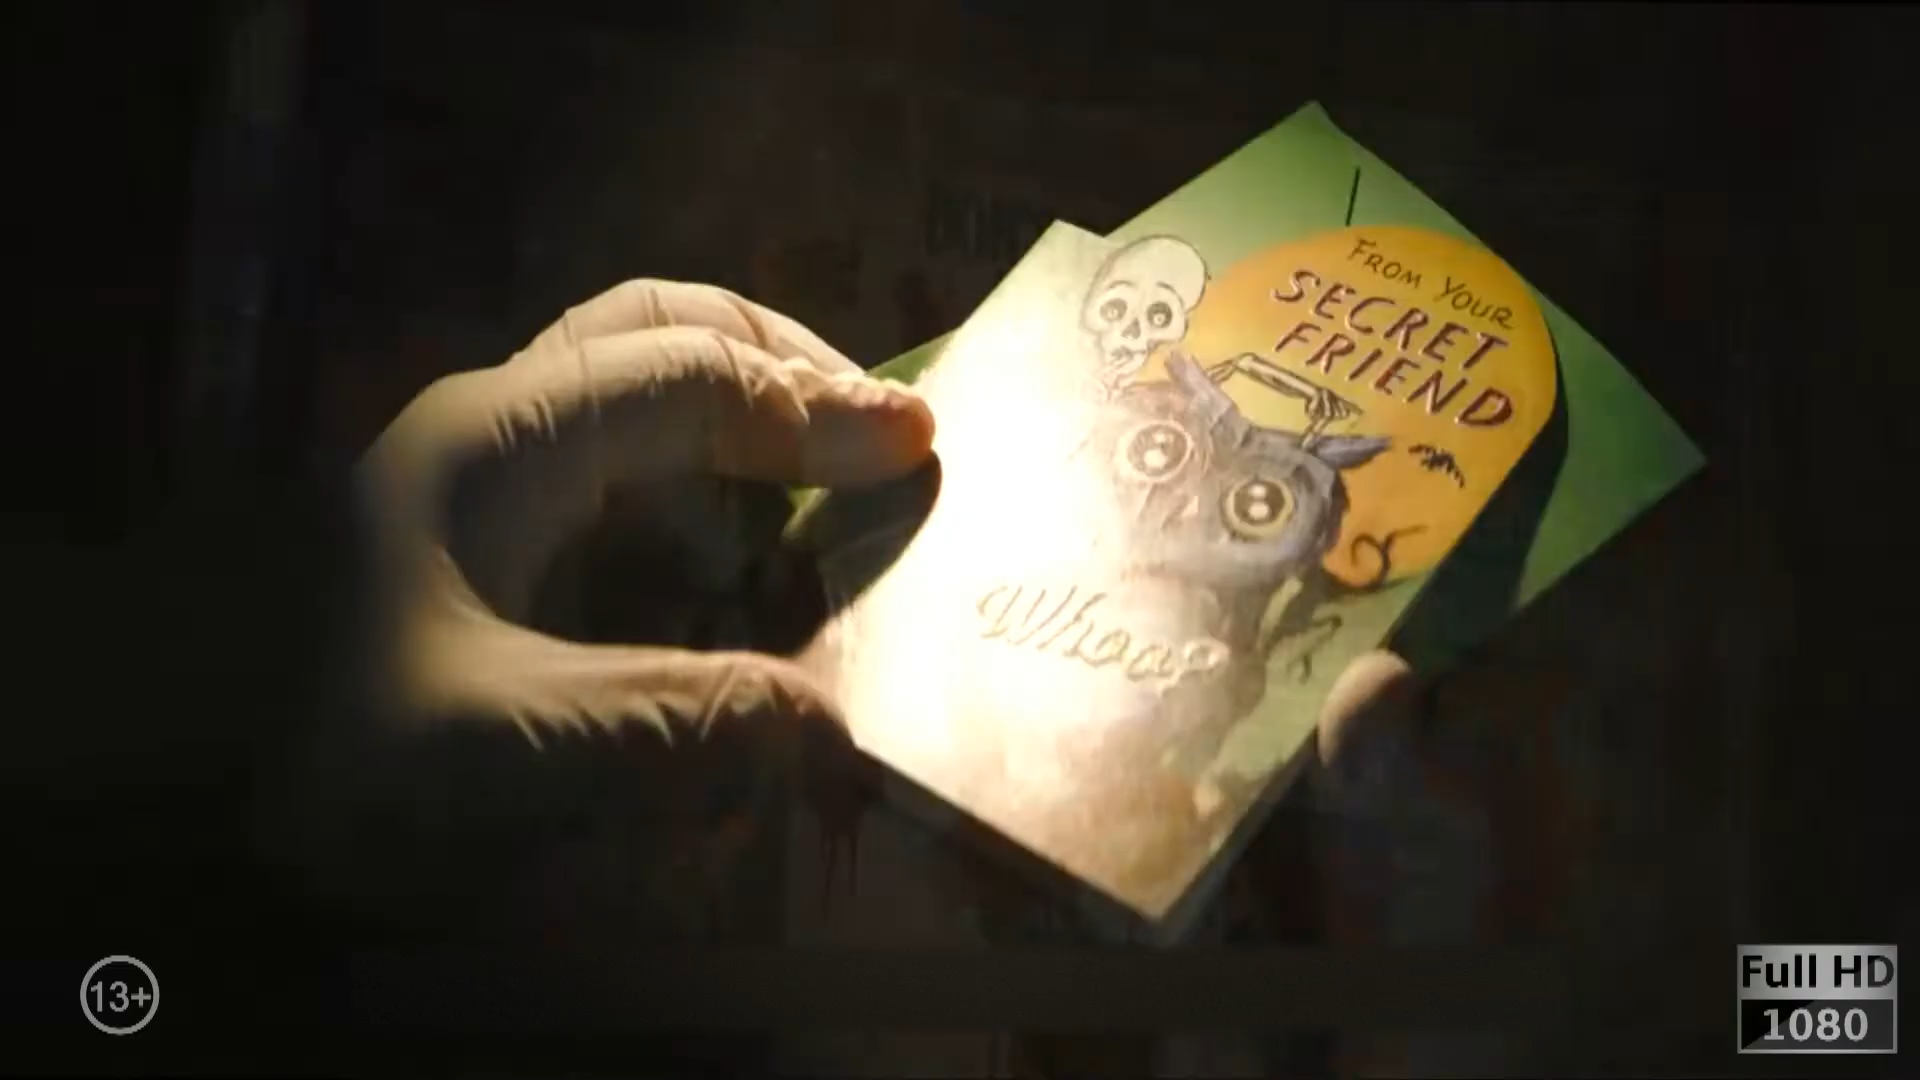 FROM YOUR
SECRET
FRIEND
Whoo?
13+
Full HD
1080